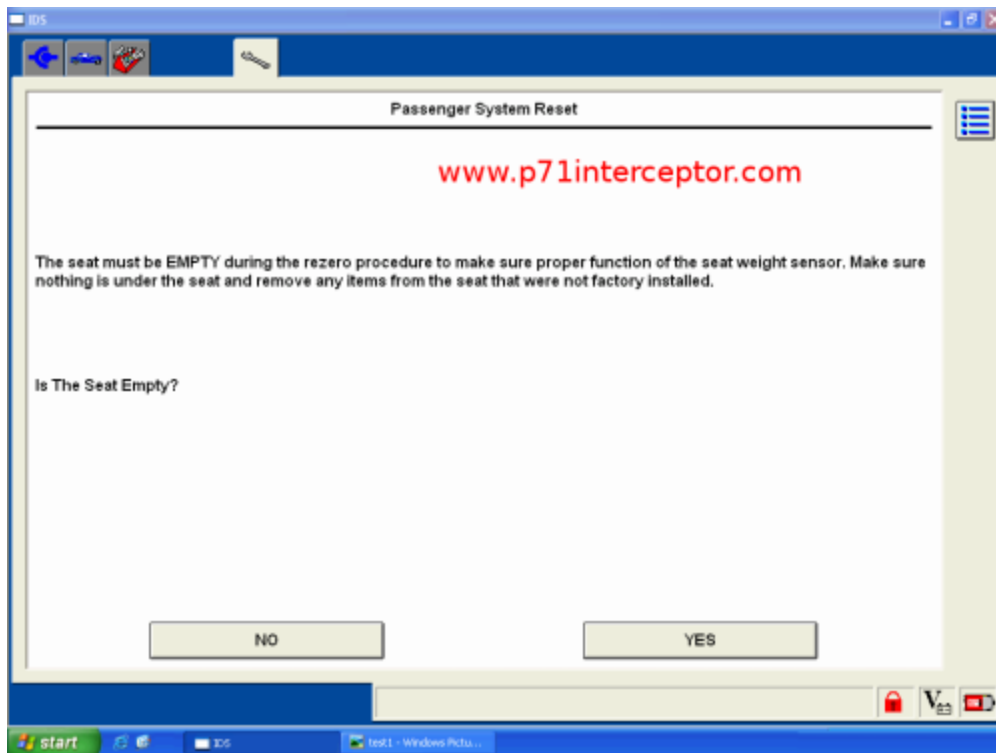 IDS
Passenger System Reset
www.p71interceptor.com
The seat must be EMPTY during the rezero procedure to make sure proper function of the seat weight sensor. Make sure
nothing is under the seat and remove any items from the seat that were not factory installed.
Is The Seat Empty?
NO
YES
V
start
IDS
test1 - Windows Pictu...